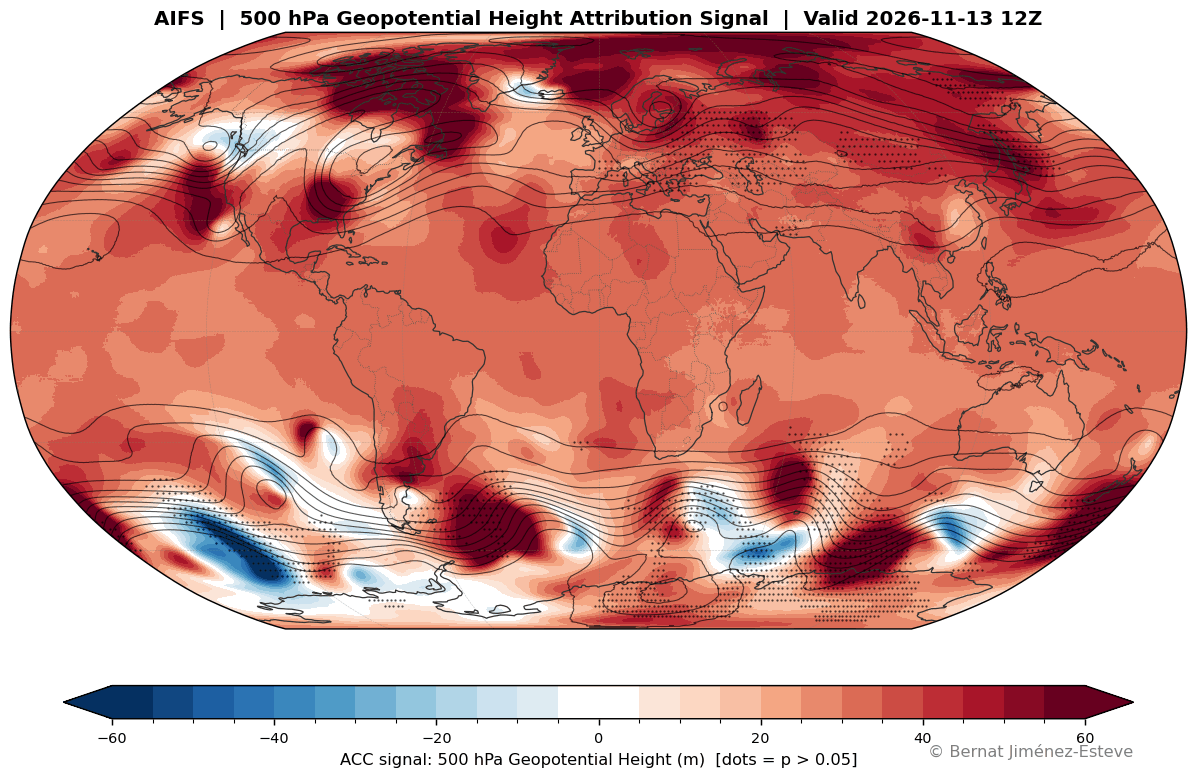 AIFS | 500 hPa Geopotential Height Attribution Signal | Valid 2026-11-13 12Z
−60 −40 −20 0 20 40 60
© Bernat Jiménez-Esteve
ACC signal: 500 hPa Geopotential Height (m) [dots = p > 0.05]